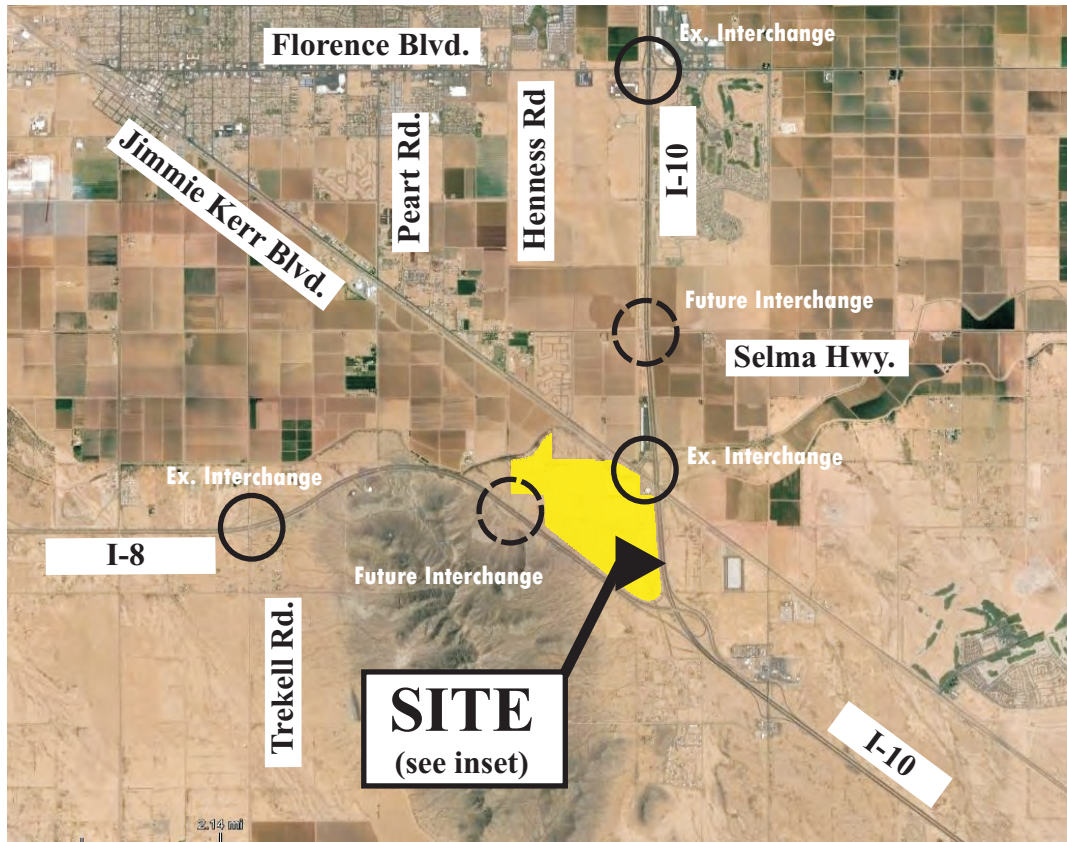 Florence Blvd.
Ex. Interchange
Jimmie Kerr Blvd.
Peart Rd.
Henness Rd
I-10
Future Interchange
Selma Hwy.
Ex. Interchange
Ex. Interchange
I-8
Future Interchange
Trekell Rd.
SITE
(see inset)
I-10
2.14 mi